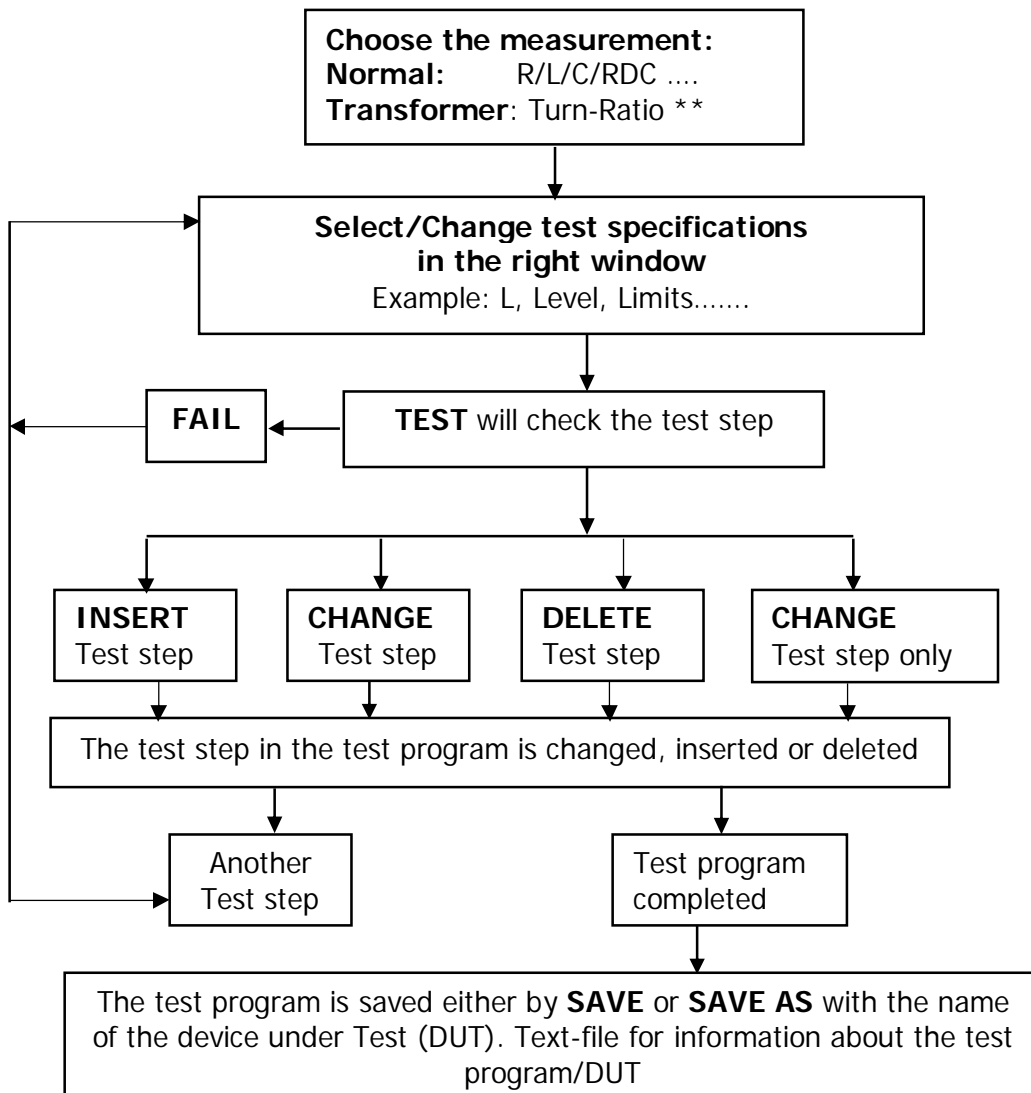 Choose the measurement:
Normal: R/L/C/RDC ....
Transformer: Turn-Ratio **
Select/Change test specifications
in the right window
Example: L, Level, Limits.......
FAIL
TEST will check the test step
INSERT
Test step
CHANGE
Test step
DELETE
Test step
CHANGE
Test step only
The test step in the test program is changed, inserted or deleted
Another
Test step
Test program
completed
The test program is saved either by SAVE or SAVE AS with the name
of the device under Test (DUT). Text-file for information about the test
program/DUT